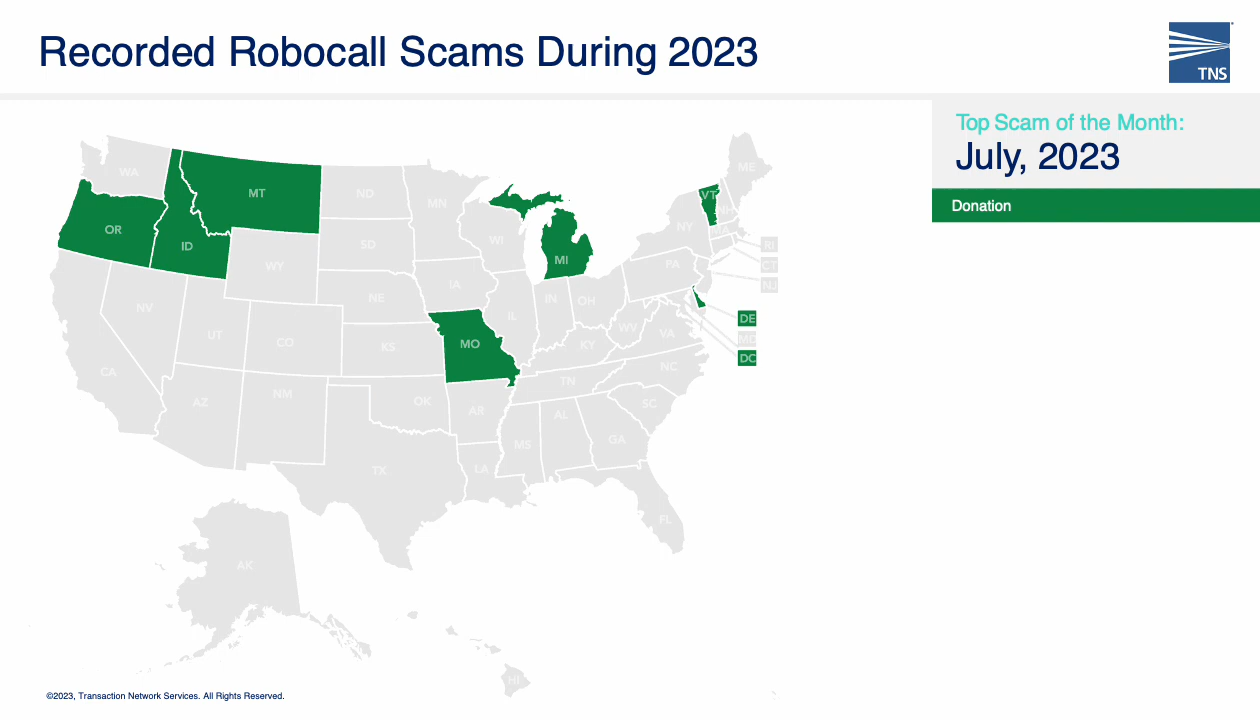 Recorded Robocall Scams During 2023
TNS
Top Scam of the Month:
July, 2023
Donation
WA
MT
ND
MN
ME
VT
NH
OR
ID
SD
WI
MI
NY
MA
RI
CT
NJ
WY
IA
PA
NV
NE
IL
IN
OH
DE
MD
DC
UT
CO
KS
MO
KY
WV
VA
CA
AZ
NM
OK
AR
TN
NC
SC
TX
LA
MS
AL
GA
FL
AK
HI
©2023, Transaction Network Services. All Rights Reserved.